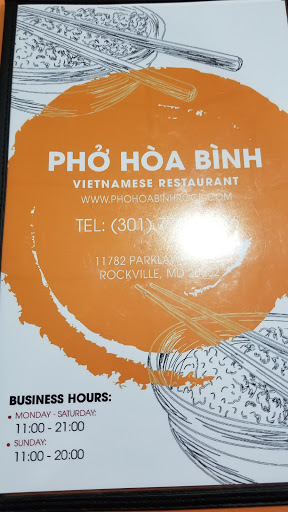 PHỞ HÒA BÌNH
VIETNAMESE RESTAURANT
TEL: (301)
11782
ROCKVILLE, MD
BUSINESS HOURS:
• MONDAY - SATURDAY:
11:00 - 21:00
• SUNDAY:
11:00 - 20:00